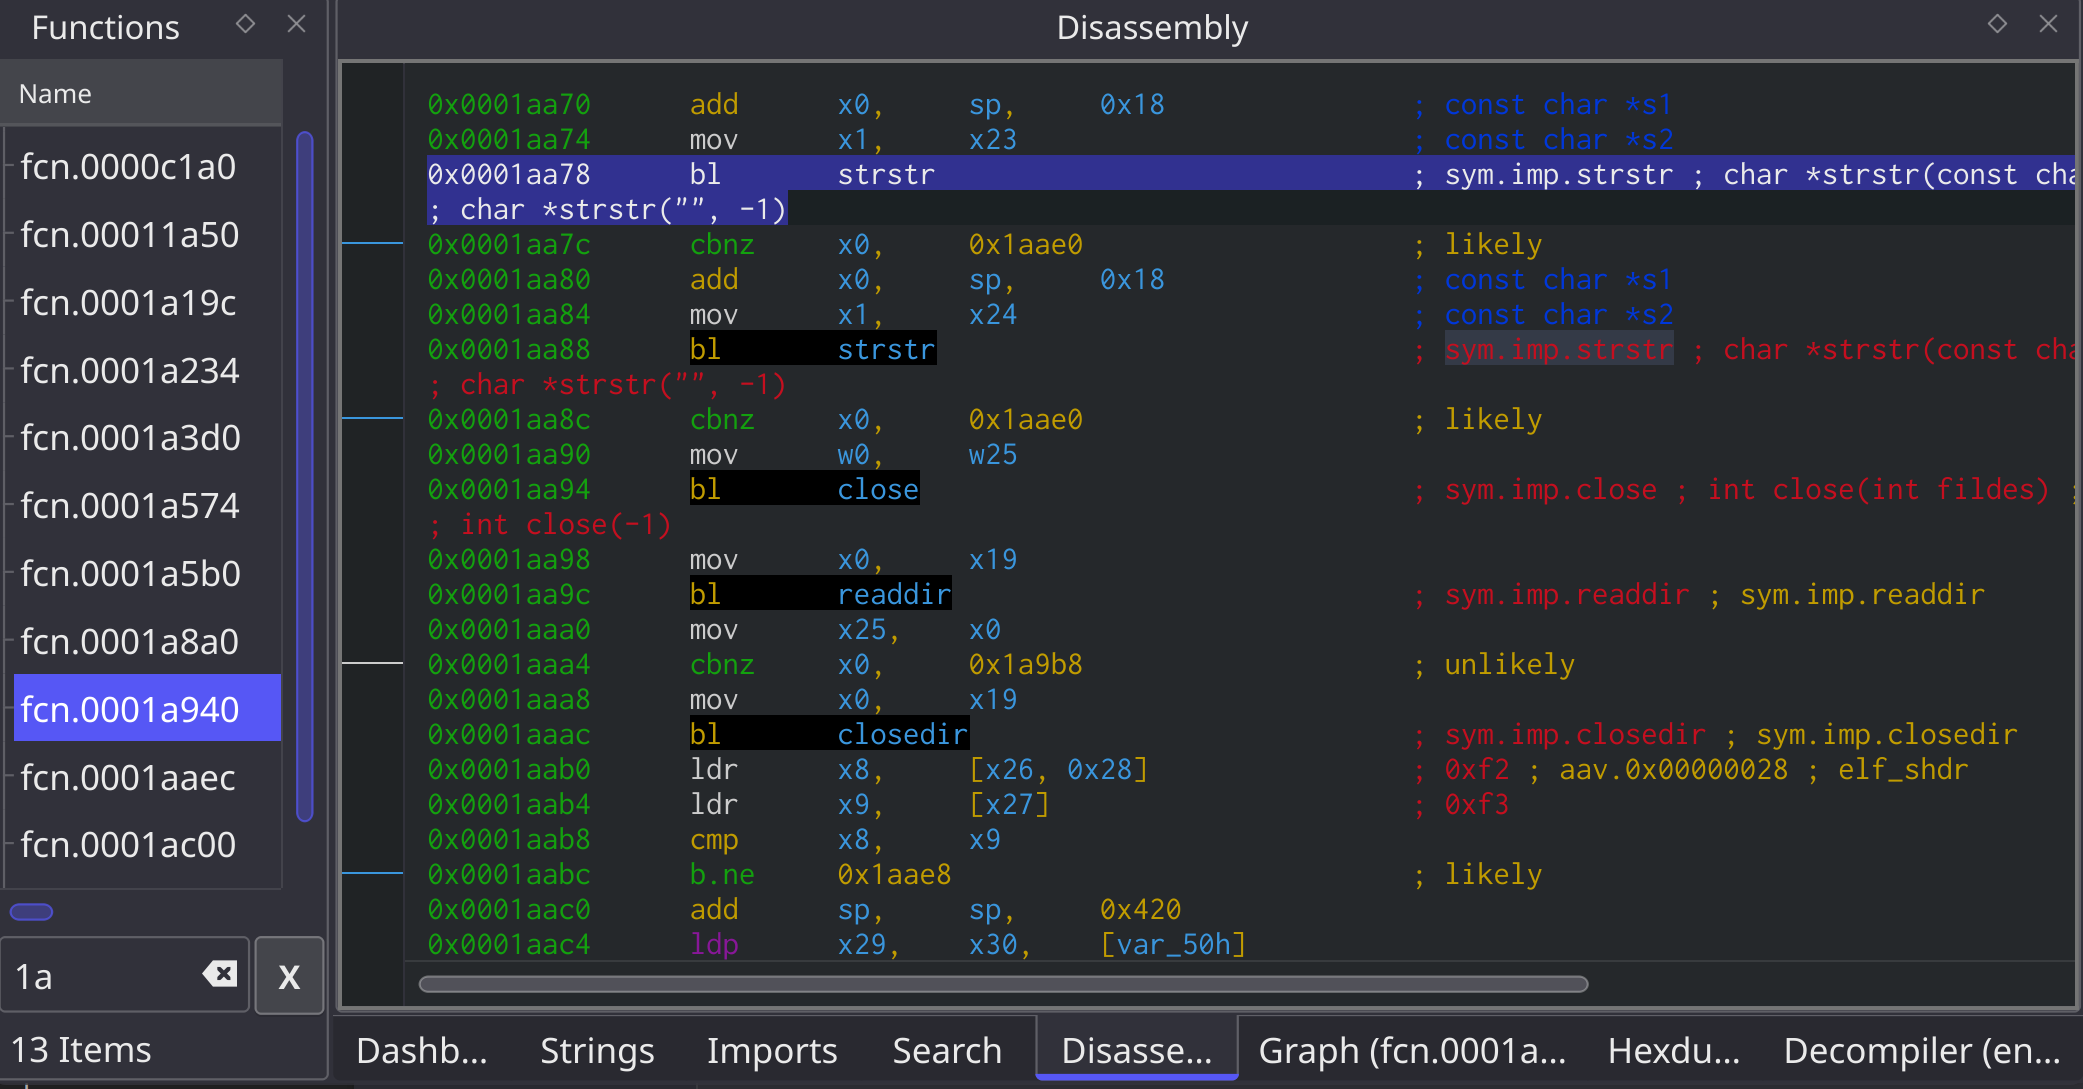 Functions
Name
fcn.0000c1a0
fcn.00011a50
fcn.0001a19c
fcn.0001a234
fcn.0001a3d0
fcn.0001a574
fcn.0001a5b0
fcn.0001a8a0
fcn.0001a940
fcn.0001aaec
fcn.0001ac00
1a
X
13 Items
Disassembly
0x0001aa70 add x0, sp, 0x18 ; const char *s1
0x0001aa74 mov x1, x23 ; const char *s2
0x0001aa78 bl strstr ; sym.imp.strstr ; char *strstr(const cha
; char *strstr("", -1)
0x0001aa7c cbnz x0, 0x1aae0 ; likely
0x0001aa80 add x0, sp, 0x18 ; const char *s1
0x0001aa84 mov x1, x24 ; const char *s2
0x0001aa88 bl strstr ; sym.imp.strstr ; char *strstr(const cha
; char *strstr("", -1)
0x0001aa8c cbnz x0, 0x1aae0 ; likely
0x0001aa90 mov w0, w25
0x0001aa94 bl close ; sym.imp.close ; int close(int fildes) ;
; int close(-1)
0x0001aa98 mov x0, x19
0x0001aa9c bl readdir ; sym.imp.readdir ; sym.imp.readdir
0x0001aaa0 mov x25, x0
0x0001aaa4 cbnz x0, 0x1a9b8 ; unlikely
0x0001aaa8 mov x0, x19
0x0001aaac bl closedir ; sym.imp.closedir ; sym.imp.closedir
0x0001aab0 ldr x8, [x26, 0x28] ; 0xf2 ; aav.0x00000028 ; elf_shdr
0x0001aab4 ldr x9, [x27] ; 0xf3
0x0001aab8 cmp x8, x9
0x0001aabc b.ne 0x1aae8 ; likely
0x0001aac0 add sp, sp, 0x420
0x0001aac4 ldp x29, x30, [var_50h]
Dashb... Strings Imports Search Disasse... Graph (fcn.0001a... Hexdu... Decompiler (en...